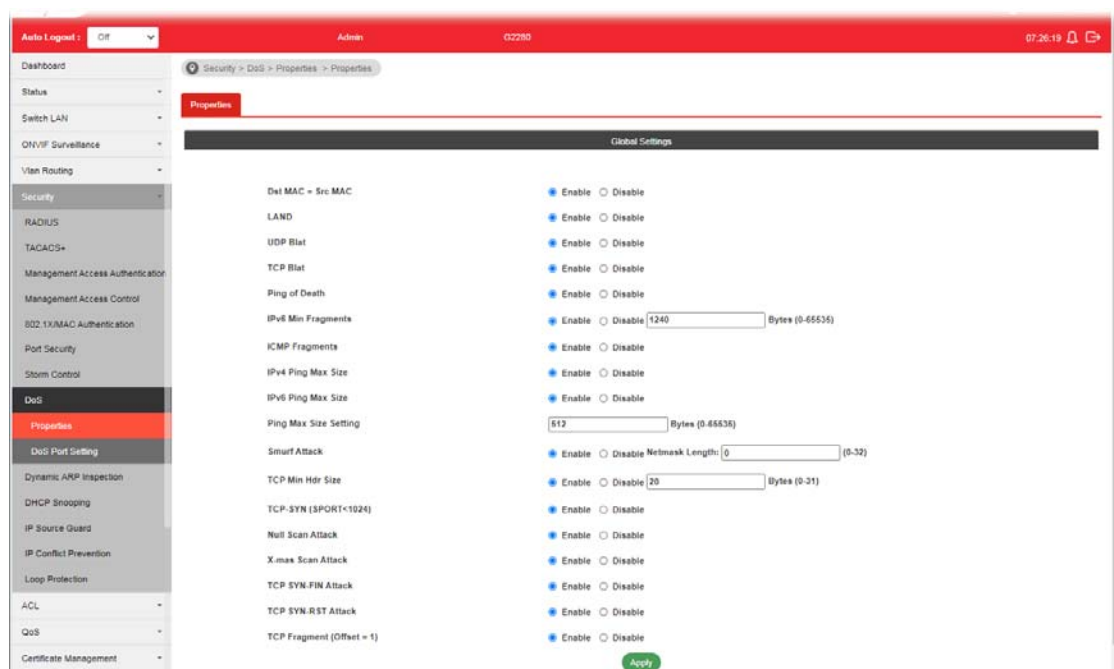 Auto Logout : Off Admin G2280 07:26:19
Dashboard
Status
Switch LAN
ONVIF Surveillance
Vlan Routing
Security
RADIUS
TACACS+
Management Access Authentication
Management Access Control
802.1X/MAC Authentication
Port Security
Storm Control
DoS
Properties
DoS Port Setting
Dynamic ARP Inspection
DHCP Snooping
IP Source Guard
IP Conflict Prevention
Loop Protection
ACL
QoS
Certificate Management
Security > DoS > Properties > Properties
Properties
Global Settings
Dst MAC = Src MAC Enable Disable
LAND Enable Disable
UDP Blat Enable Disable
TCP Blat Enable Disable
Ping of Death Enable Disable
IPv6 Min Fragments Enable Disable 1240 Bytes (0-65535)
ICMP Fragments Enable Disable
IPv4 Ping Max Size Enable Disable
IPv6 Ping Max Size Enable Disable
Ping Max Size Setting 512 Bytes (0-65535)
Smurf Attack Enable Disable Netmask Length: 0 (0-32)
TCP Min Hdr Size Enable Disable 20 Bytes (0-31)
TCP-SYN (SPORT<1024) Enable Disable
Null Scan Attack Enable Disable
X-mas Scan Attack Enable Disable
TCP SYN-FIN Attack Enable Disable
TCP SYN-RST Attack Enable Disable
TCP Fragment (Offset = 1) Enable Disable
Apply